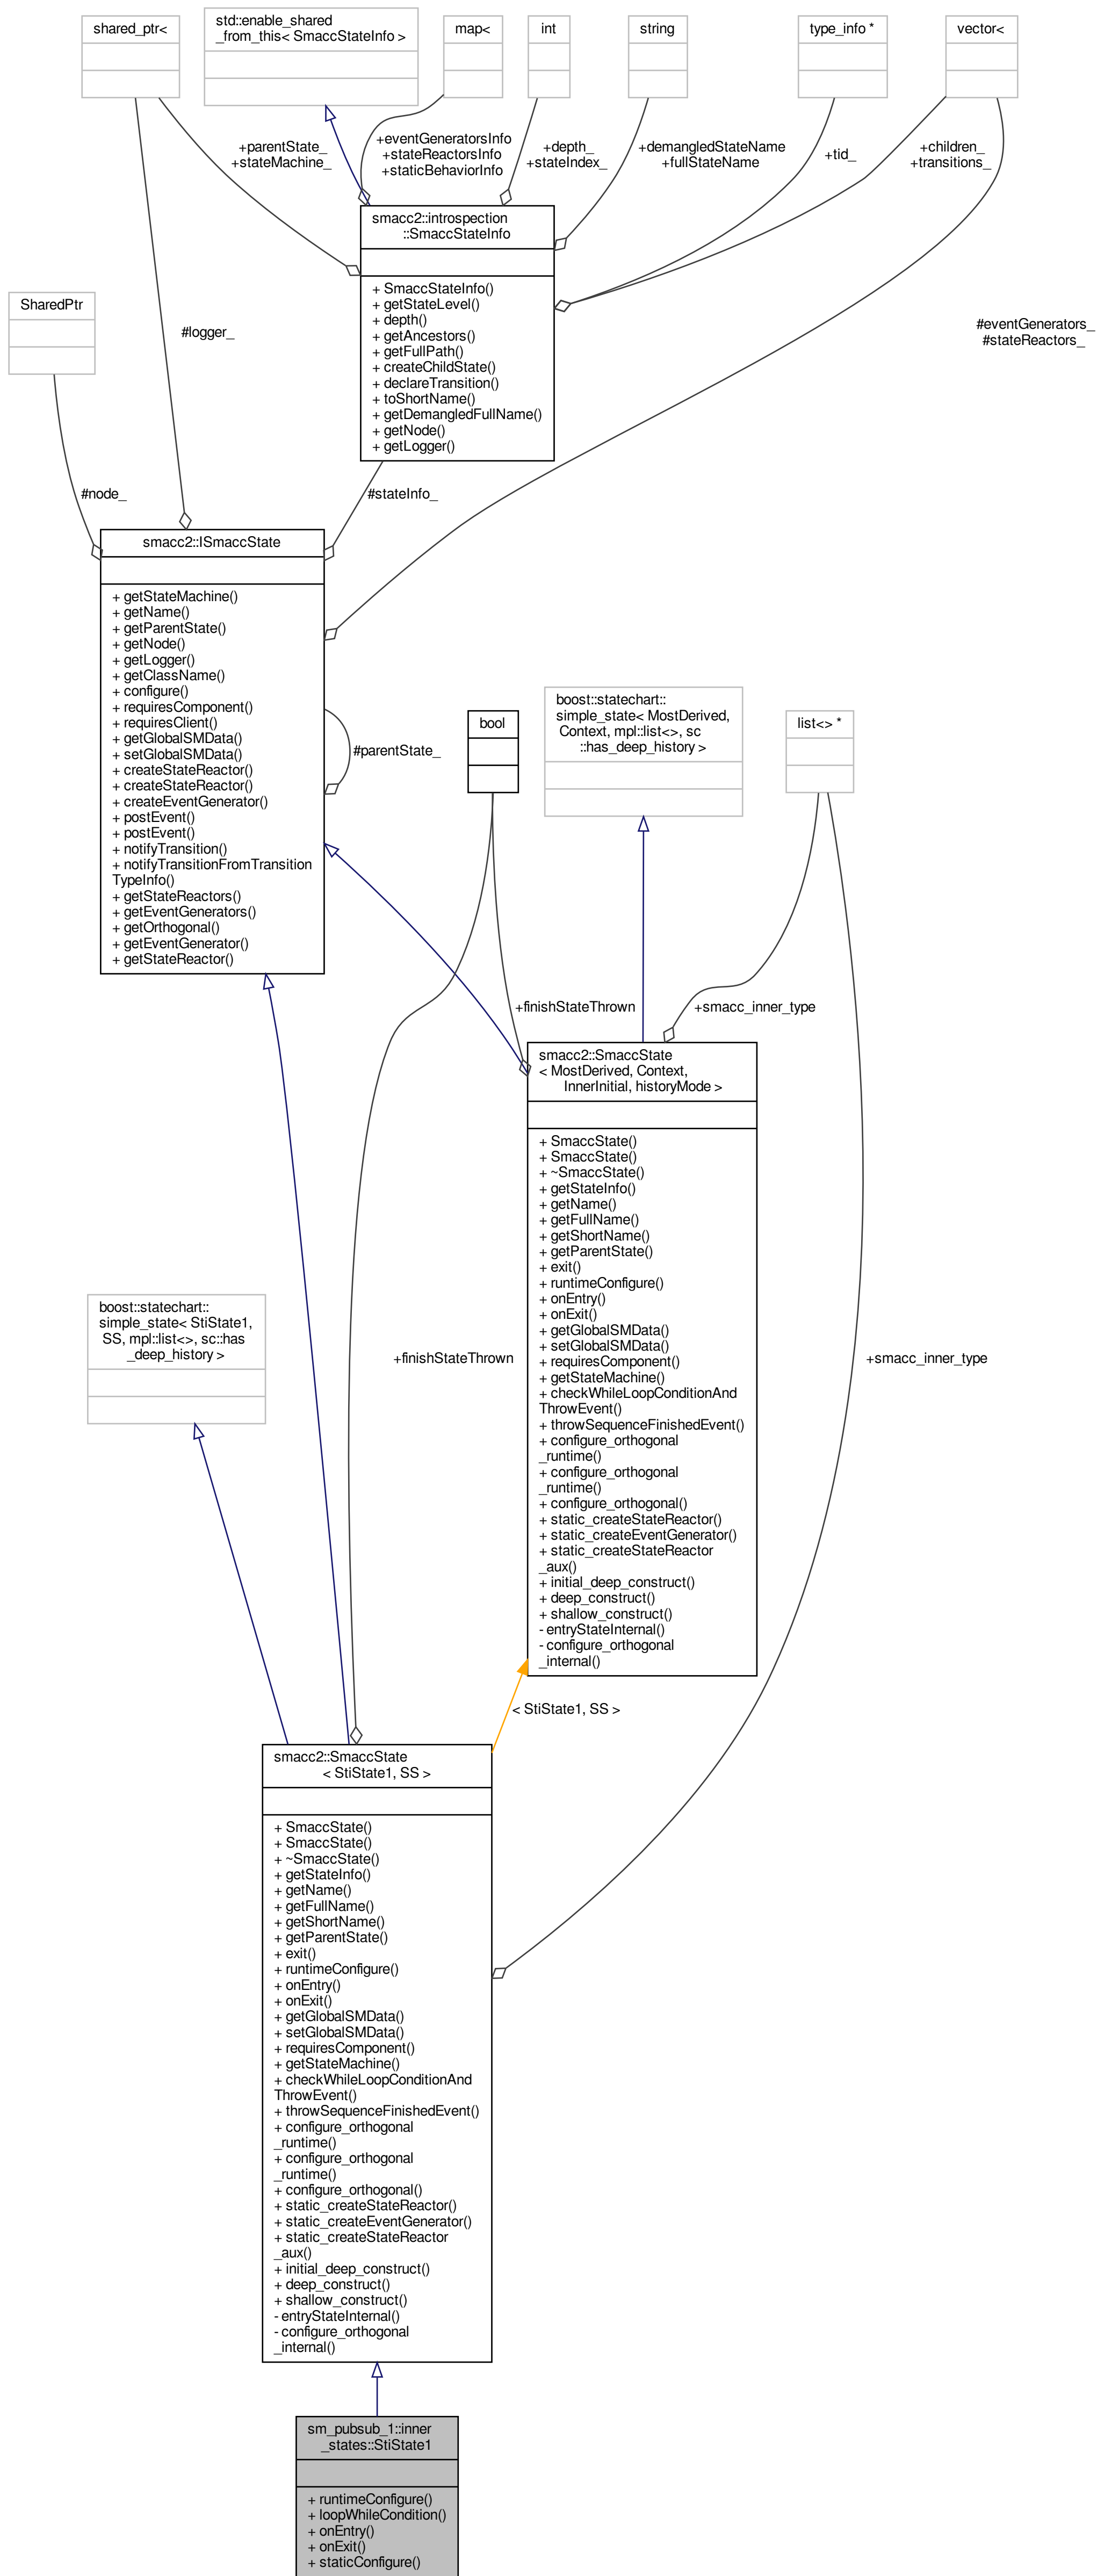 shared_ptr<
std::enable_shared
_from_this< SmaccStateInfo >
map<
int
string
type_info *
vector<
+parentState_
+stateMachine_
+eventGeneratorsInfo
+stateReactorsInfo
+staticBehaviorInfo
+depth_
+stateIndex_
+demangledStateName
+fullStateName
+tid_
+children_
+transitions_
smacc2::introspection
::SmaccStateInfo
+ SmaccStateInfo()
+ getStateLevel()
+ depth()
+ getAncestors()
+ getFullPath()
+ createChildState()
+ declareTransition()
+ toShortName()
+ getDemangledFullName()
+ getNode()
+ getLogger()
SharedPtr
#logger_
#eventGenerators_
#stateReactors_
#node_
#stateInfo_
smacc2::ISmaccState
+ getStateMachine()
+ getName()
+ getParentState()
+ getNode()
+ getLogger()
+ getClassName()
+ configure()
+ requiresComponent()
+ requiresClient()
+ getGlobalSMData()
+ setGlobalSMData()
+ createStateReactor()
+ createStateReactor()
+ createEventGenerator()
+ postEvent()
+ postEvent()
+ notifyTransition()
+ notifyTransitionFromTransition
TypeInfo()
+ getStateReactors()
+ getEventGenerators()
+ getOrthogonal()
+ getEventGenerator()
+ getStateReactor()
#parentState_
bool
boost::statechart::
simple_state< MostDerived,
Context, mpl::list<>, sc
::has_deep_history >
list<> *
+finishStateThrown
+smacc_inner_type
smacc2::SmaccState
< MostDerived, Context,
InnerInitial, historyMode >
+ SmaccState()
+ SmaccState()
+ ~SmaccState()
+ getStateInfo()
+ getName()
+ getFullName()
+ getShortName()
+ getParentState()
+ exit()
+ runtimeConfigure()
+ onEntry()
+ onExit()
+ getGlobalSMData()
+ setGlobalSMData()
+ requiresComponent()
+ getStateMachine()
+ checkWhileLoopConditionAnd
ThrowEvent()
+ throwSequenceFinishedEvent()
+ configure_orthogonal
_runtime()
+ configure_orthogonal
_runtime()
+ configure_orthogonal()
+ static_createStateReactor()
+ static_createEventGenerator()
+ static_createStateReactor
_aux()
+ initial_deep_construct()
+ deep_construct()
+ shallow_construct()
- entryStateInternal()
- configure_orthogonal
_internal()
boost::statechart::
simple_state< StiState1,
SS, mpl::list<>, sc::has
_deep_history >
+finishStateThrown
+smacc_inner_type
< StiState1, SS >
smacc2::SmaccState
< StiState1, SS >
+ SmaccState()
+ SmaccState()
+ ~SmaccState()
+ getStateInfo()
+ getName()
+ getFullName()
+ getShortName()
+ getParentState()
+ exit()
+ runtimeConfigure()
+ onEntry()
+ onExit()
+ getGlobalSMData()
+ setGlobalSMData()
+ requiresComponent()
+ getStateMachine()
+ checkWhileLoopConditionAnd
ThrowEvent()
+ throwSequenceFinishedEvent()
+ configure_orthogonal
_runtime()
+ configure_orthogonal
_runtime()
+ configure_orthogonal()
+ static_createStateReactor()
+ static_createEventGenerator()
+ static_createStateReactor
_aux()
+ initial_deep_construct()
+ deep_construct()
+ shallow_construct()
- entryStateInternal()
- configure_orthogonal
_internal()
sm_pubsub_1::inner
_states::StiState1
+ runtimeConfigure()
+ loopWhileCondition()
+ onEntry()
+ onExit()
+ staticConfigure()